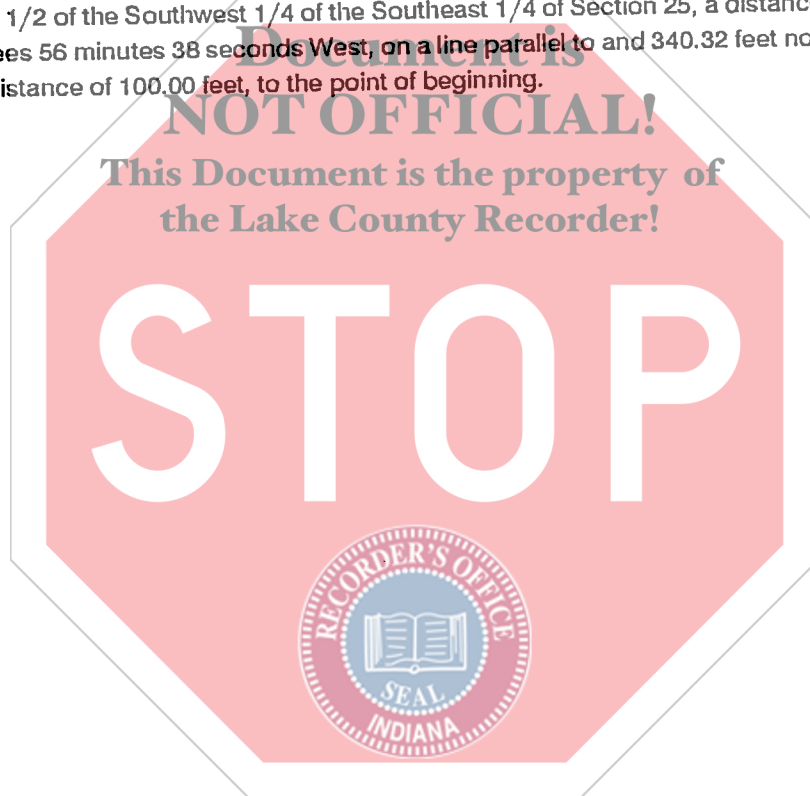 1/2 of the Southwest 1/4 of the Southeast 1/4 of Section 25, a distanc
ees 56 minutes 38 seconds West, on a line parallel to and 340.32 feet no
istance of 100.00 feet, to the point of beginning.
Document is
NOT OFFICIAL!
This Document is the property of
the Lake County Recorder!
STOP
RECORDER'S OFFICE
SEAL
INDIANA